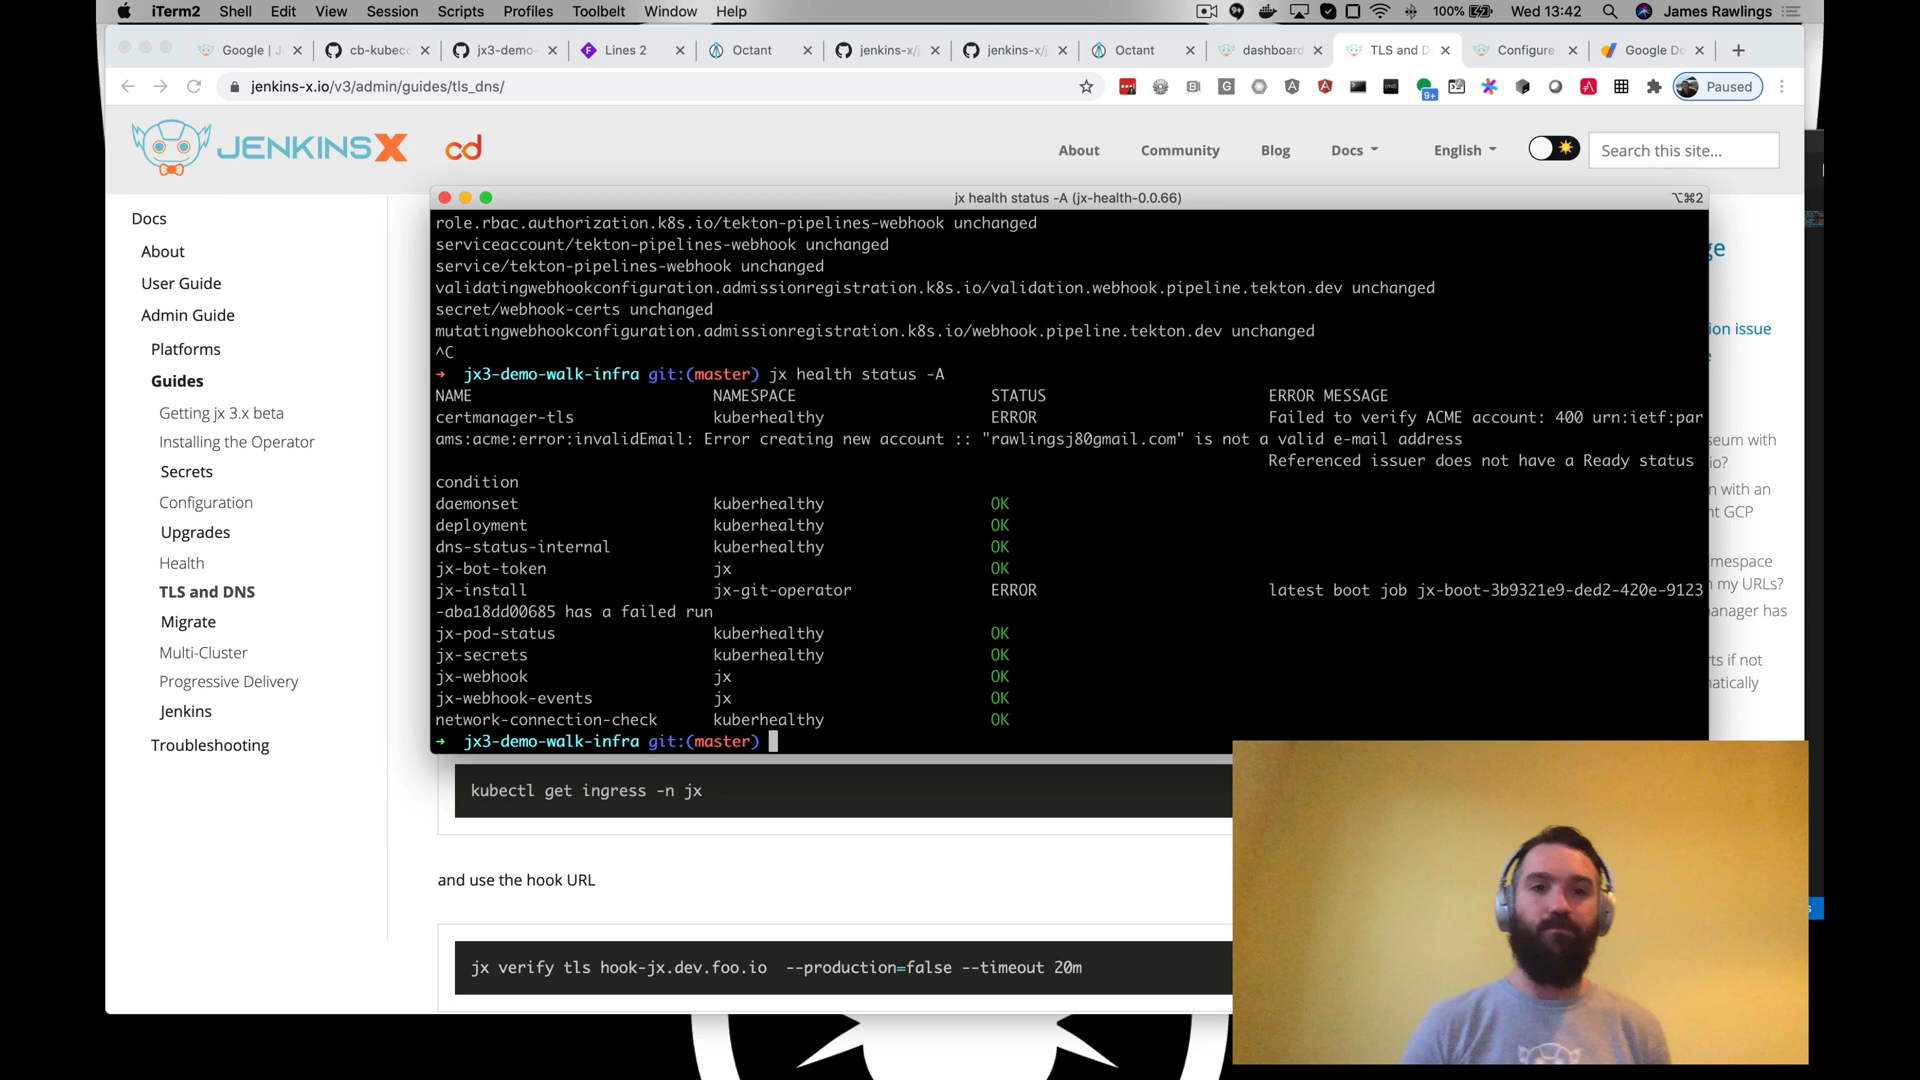 iTerm2 Shell Edit View Session Scripts Profiles Toolbelt Window Help 100% Wed 13:42 James Rawlings
Google | J cb-kubecc jx3-demo- Lines 2 Octant jenkins-x/j jenkins-x/j Octant dashboard TLS and D Configure Google Do
jenkins-x.io/v3/admin/guides/tls_dns/ 9+ Paused
JENKINS X cd About Community Blog Docs English Search this site...
Docs
About
User Guide
Admin Guide
Platforms
Guides
Getting jx 3.x beta
Installing the Operator
Secrets
Configuration
Upgrades
Health
TLS and DNS
Migrate
Multi-Cluster
Progressive Delivery
Jenkins
Troubleshooting
jx health status -A (jx-health-0.0.66) ⌥⌘2
role.rbac.authorization.k8s.io/tekton-pipelines-webhook unchanged
serviceaccount/tekton-pipelines-webhook unchanged
service/tekton-pipelines-webhook unchanged
validatingwebhookconfiguration.admissionregistration.k8s.io/validation.webhook.pipeline.tekton.dev unchanged
secret/webhook-certs unchanged
mutatingwebhookconfiguration.admissionregistration.k8s.io/webhook.pipeline.tekton.dev unchanged
^C
→ jx3-demo-walk-infra git:(master) jx health status -A
NAME NAMESPACE STATUS ERROR MESSAGE
certmanager-tls kuberhealthy ERROR Failed to verify ACME account: 400 urn:ietf:par
ams:acme:error:invalidEmail: Error creating new account :: "rawlingsj80gmail.com" is not a valid e-mail address
Referenced issuer does not have a Ready status
condition
daemonset kuberhealthy OK
deployment kuberhealthy OK
dns-status-internal kuberhealthy OK
jx-bot-token jx OK
jx-install jx-git-operator ERROR latest boot job jx-boot-3b9321e9-ded2-420e-9123
-aba18dd00685 has a failed run
jx-pod-status kuberhealthy OK
jx-secrets kuberhealthy OK
jx-webhook jx OK
jx-webhook-events jx OK
network-connection-check kuberhealthy OK
→ jx3-demo-walk-infra git:(master)
ge
ion issue
e
seum with
io?
n with an
nt GCP
mespace
n my URLs?
anager has
ts if not
matically
kubectl get ingress -n jx
and use the hook URL
jx verify tls hook-jx.dev.foo.io --production=false --timeout 20m